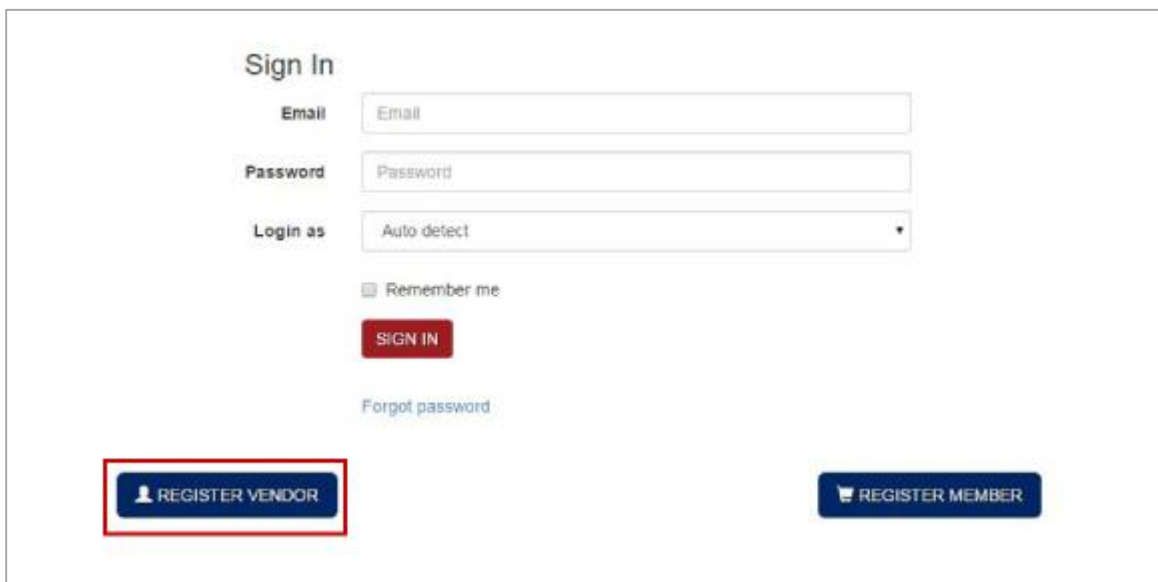 Sign In
Email
Email
Password
Password
Login as
Auto detect
Remember me
SIGN IN
Forgot password
REGISTER VENDOR
REGISTER MEMBER